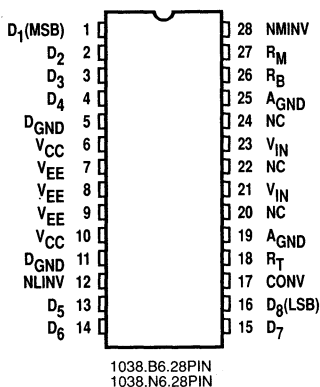 D1(MSB) 1 28 NMINV
D2 2 27 RM
D3 3 26 RB
D4 4 25 AGND
DGND 5 24 NC
VCC 6 23 VIN
VEE 7 22 NC
VEE 8 21 VIN
VEE 9 20 NC
VCC 10 19 AGND
DGND 11 18 RT
NLINV 12 17 CONV
D5 13 16 D8(LSB)
D6 14 15 D7
1038.B6.28PIN
1038.N6.28PIN